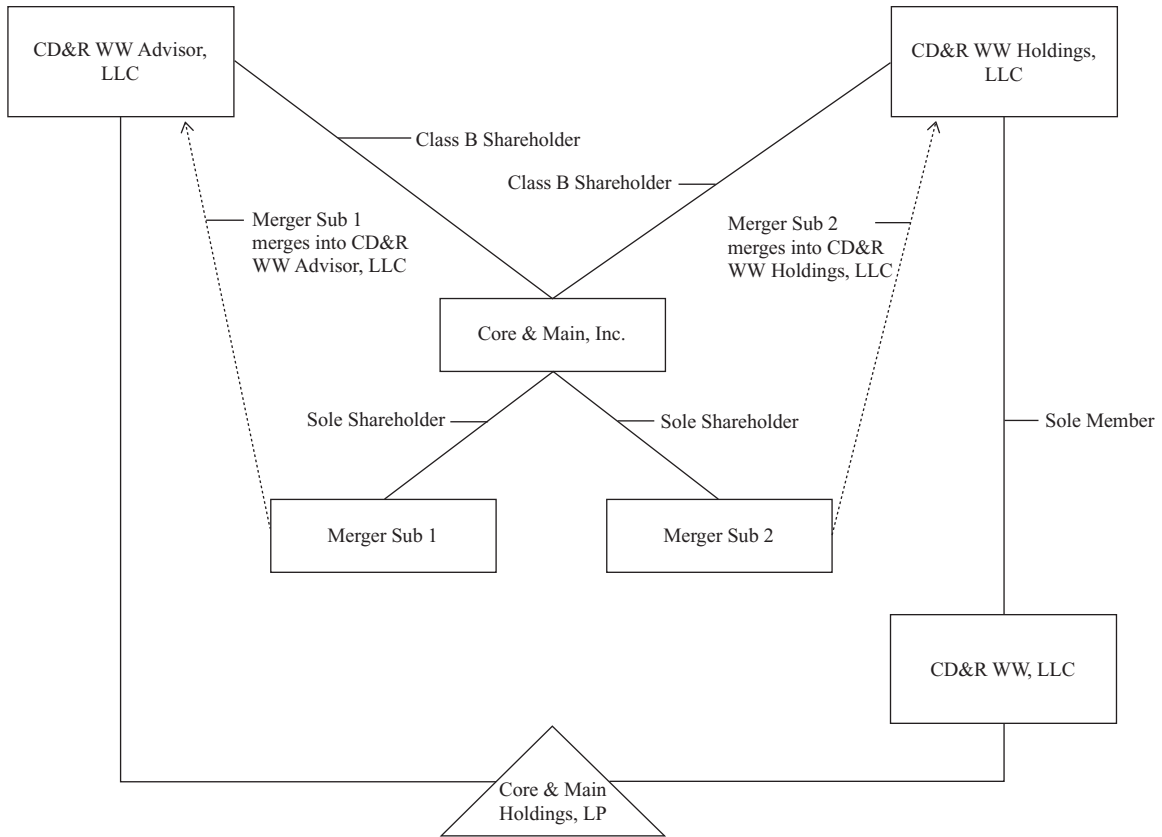 CD&R WW Advisor,
LLC
CD&R WW Holdings,
LLC
Class B Shareholder
Class B Shareholder
Merger Sub 1
merges into CD&R
WW Advisor, LLC
Merger Sub 2
merges into CD&R
WW Holdings, LLC
Core & Main, Inc.
Sole Shareholder
Sole Shareholder
Sole Member
Merger Sub 1
Merger Sub 2
CD&R WW, LLC
Core & Main
Holdings, LP